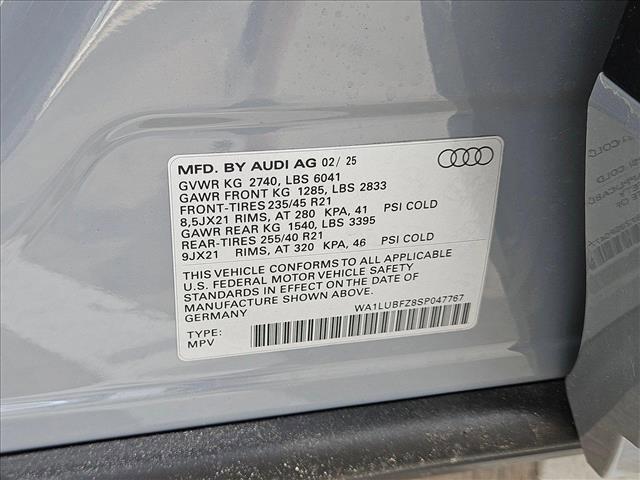 MFD. BY AUDI AG 02/ 25
GVWR KG 2740, LBS 6041
GAWR FRONT KG 1285, LBS 2833
FRONT-TIRES 235/45 R21
8,5JX21 RIMS, AT 280 KPA, 41 PSI COLD
GAWR REAR KG 1540, LBS 3395
REAR-TIRES 255/40 R21
9JX21 RIMS, AT 320 KPA, 46 PSI COLD
THIS VEHICLE CONFORMS TO ALL APPLICABLE
U.S. FEDERAL MOTOR VEHICLE SAFETY
STANDARDS IN EFFECT ON THE DATE OF
MANUFACTURE SHOWN ABOVE.
GERMANY
WA1LUBFZ8SP047767
TYPE:
MPV